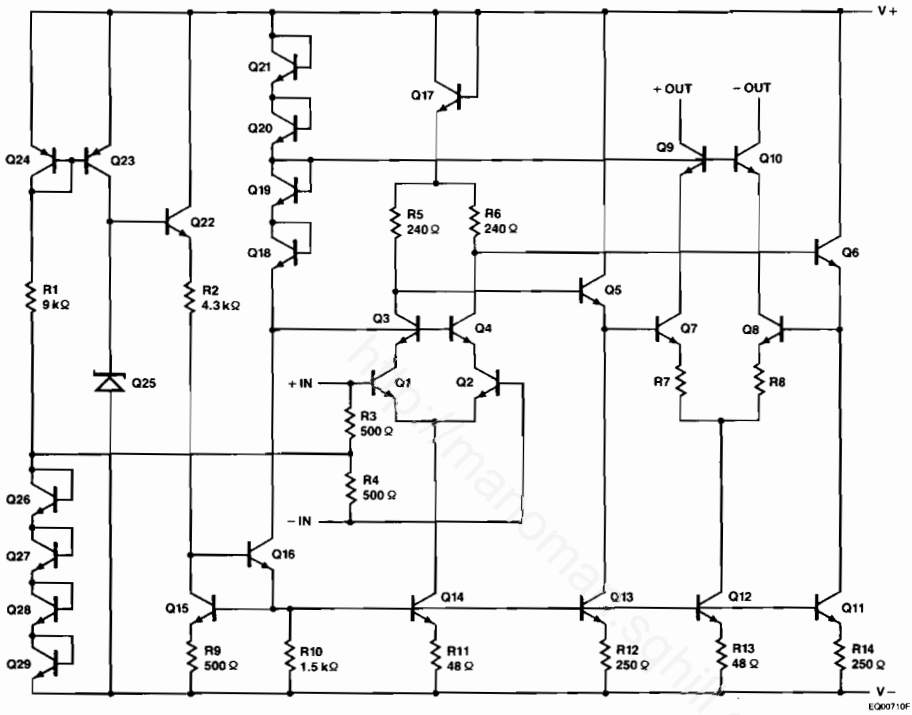 V+
Q21
Q17
+ OUT
− OUT
Q20
Q24
Q23
Q9
Q10
Q19
Q22
R5
240 Ω
R6
240 Ω
Q18
Q6
R1
9 kΩ
R2
4.3 kΩ
Q5
Q3
Q4
Q7
Q8
Q25
+ IN
Q1
Q2
R7
R8
R3
500 Ω
R4
500 Ω
Q26
− IN
Q27
Q16
Q28
Q15
Q14
Q13
Q12
Q11
Q29
R9
500 Ω
R10
1.5 kΩ
R11
48 Ω
R12
250 Ω
R13
48 Ω
R14
250 Ω
V−
EQ00710F